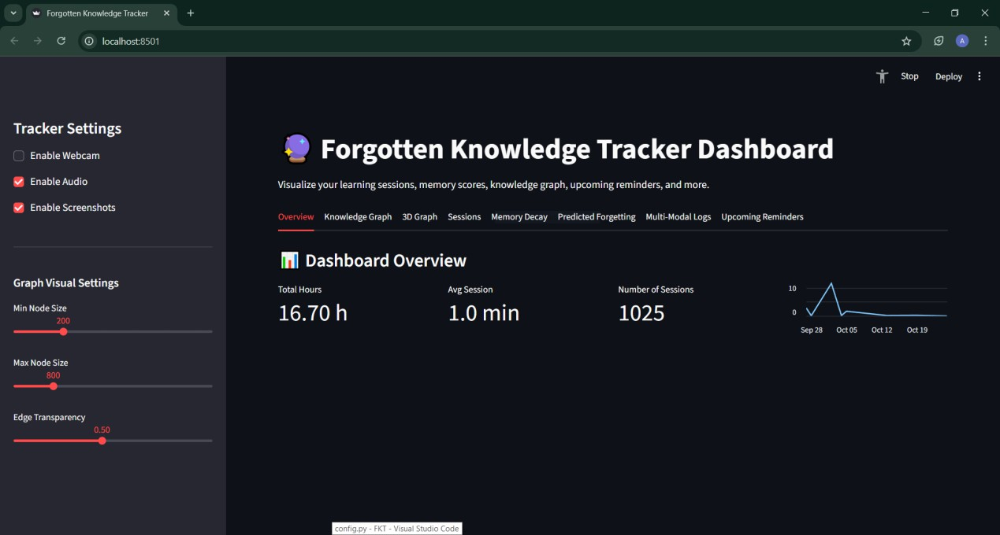 Forgotten Knowledge Tracker
localhost:8501
A
Stop
Deploy
Tracker Settings
Enable Webcam
Enable Audio
Enable Screenshots
Graph Visual Settings
Min Node Size
200
Max Node Size
800
Edge Transparency
0.50
Forgotten Knowledge Tracker Dashboard
Visualize your learning sessions, memory scores, knowledge graph, upcoming reminders, and more.
Overview Knowledge Graph 3D Graph Sessions Memory Decay Predicted Forgetting Multi-Modal Logs Upcoming Reminders
Dashboard Overview
Total Hours
16.70 h
Avg Session
1.0 min
Number of Sessions
1025
10
0
Sep 28 Oct 05 Oct 12 Oct 19
config.py - FKT - Visual Studio Code